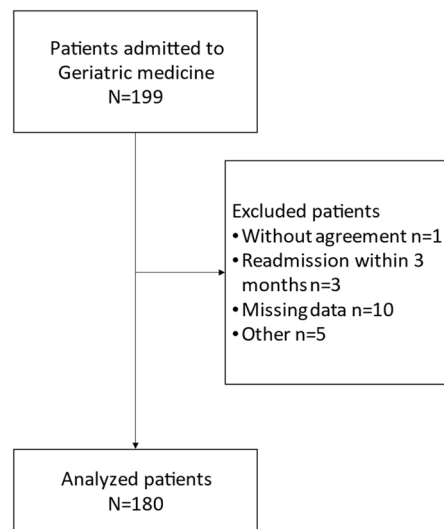 Patients admitted to
Geriatric medicine
N=199
Excluded patients
•Without agreement n=1
•Readmission within 3
months n=3
•Missing data n=10
•Other n=5
Analyzed patients
N=180